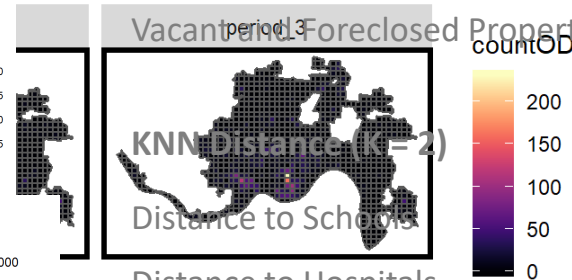 Vacant and Foreclosed Propert
period_3
countOD
KNN Distance (K = 2)
Distance to Schools
Distance to Hospitals
200
150
100
50
0
000